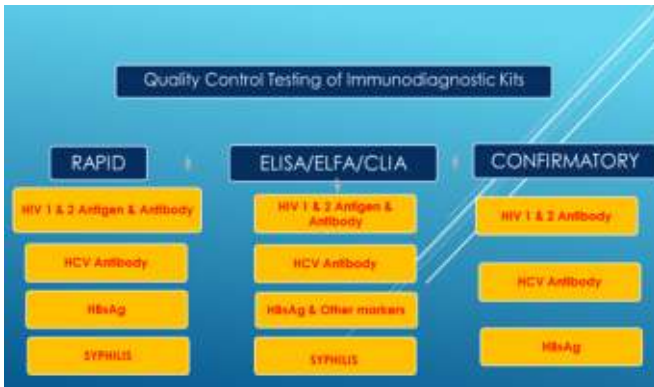 Quality Control Testing of Immunodiagnostic Kits
RAPID
HIV 1 & 2 Antigen & Antibody
HCV Antibody
HBsAg
SYPHILIS
ELISA/ELFA/CLIA
HIV 1 & 2 Antigen &
Antibody
HCV Antibody
HBsAg & Other markers
SYPHILIS
CONFIRMATORY
HIV 1 & 2 Antibody
HCV Antibody
HBsAg